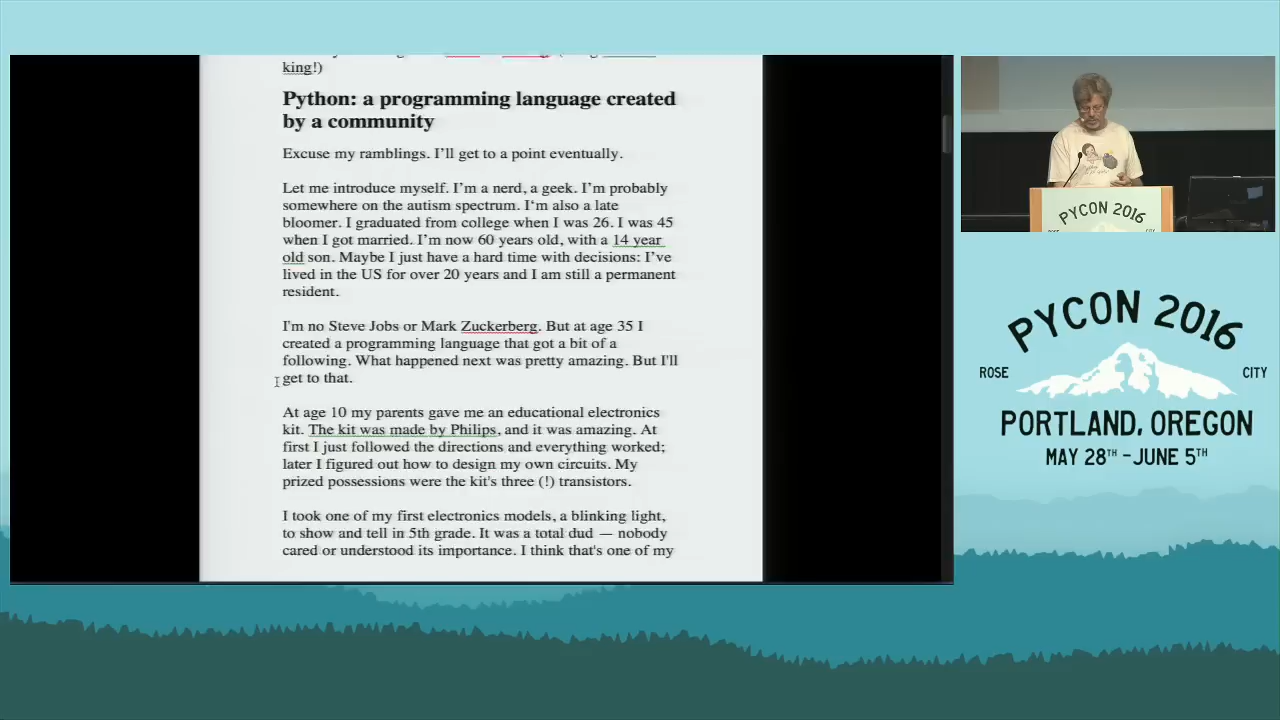 king!)
Python: a programming language created
by a community
Excuse my ramblings. I’ll get to a point eventually.
Let me introduce myself. I’m a nerd, a geek. I’m probably
somewhere on the autism spectrum. I‘m also a late
bloomer. I graduated from college when I was 26. I was 45
when I got married. I’m now 60 years old, with a 14 year
old son. Maybe I just have a hard time with decisions: I’ve
lived in the US for over 20 years and I am still a permanent
resident.
I'm no Steve Jobs or Mark Zuckerberg. But at age 35 I
created a programming language that got a bit of a
following. What happened next was pretty amazing. But I'll
get to that.
At age 10 my parents gave me an educational electronics
kit. The kit was made by Philips, and it was amazing. At
first I just followed the directions and everything worked;
later I figured out how to design my own circuits. My
prized possessions were the kit's three (!) transistors.
I took one of my first electronics models, a blinking light,
to show and tell in 5th grade. It was a total dud — nobody
cared or understood its importance. I think that's one of my
PYCON 2016
PYCON 2016
ROSE CITY
PORTLAND, OREGON
MAY 28TH - JUNE 5TH